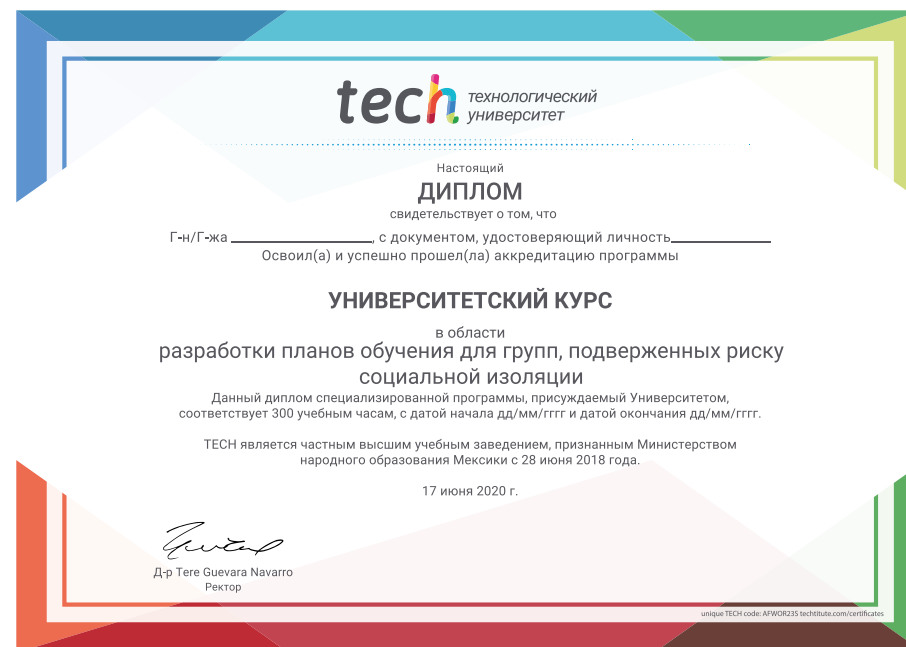 tech технологический
университет
Настоящий
ДИПЛОМ
свидетельствует о том, что
Г-н/Г-жа ____________________, с документом, удостоверяющий личность______________
Освоил(а) и успешно прошел(ла) аккредитацию программы
УНИВЕРСИТЕТСКИЙ КУРС
в области
разработки планов обучения для групп, подверженных риску
социальной изоляции
Данный диплом специализированной программы, присуждаемый Университетом,
соответствует 300 учебным часам, с датой начала дд/мм/гггг и датой окончания дд/мм/гггг.
TECH является частным высшим учебным заведением, признанным Министерством
народного образования Мексики с 28 июня 2018 года.
17 июня 2020 г.
Д-р Tere Guevara Navarro
Ректор
unique TECH code: AFWOR23S techtitute.com/certificates